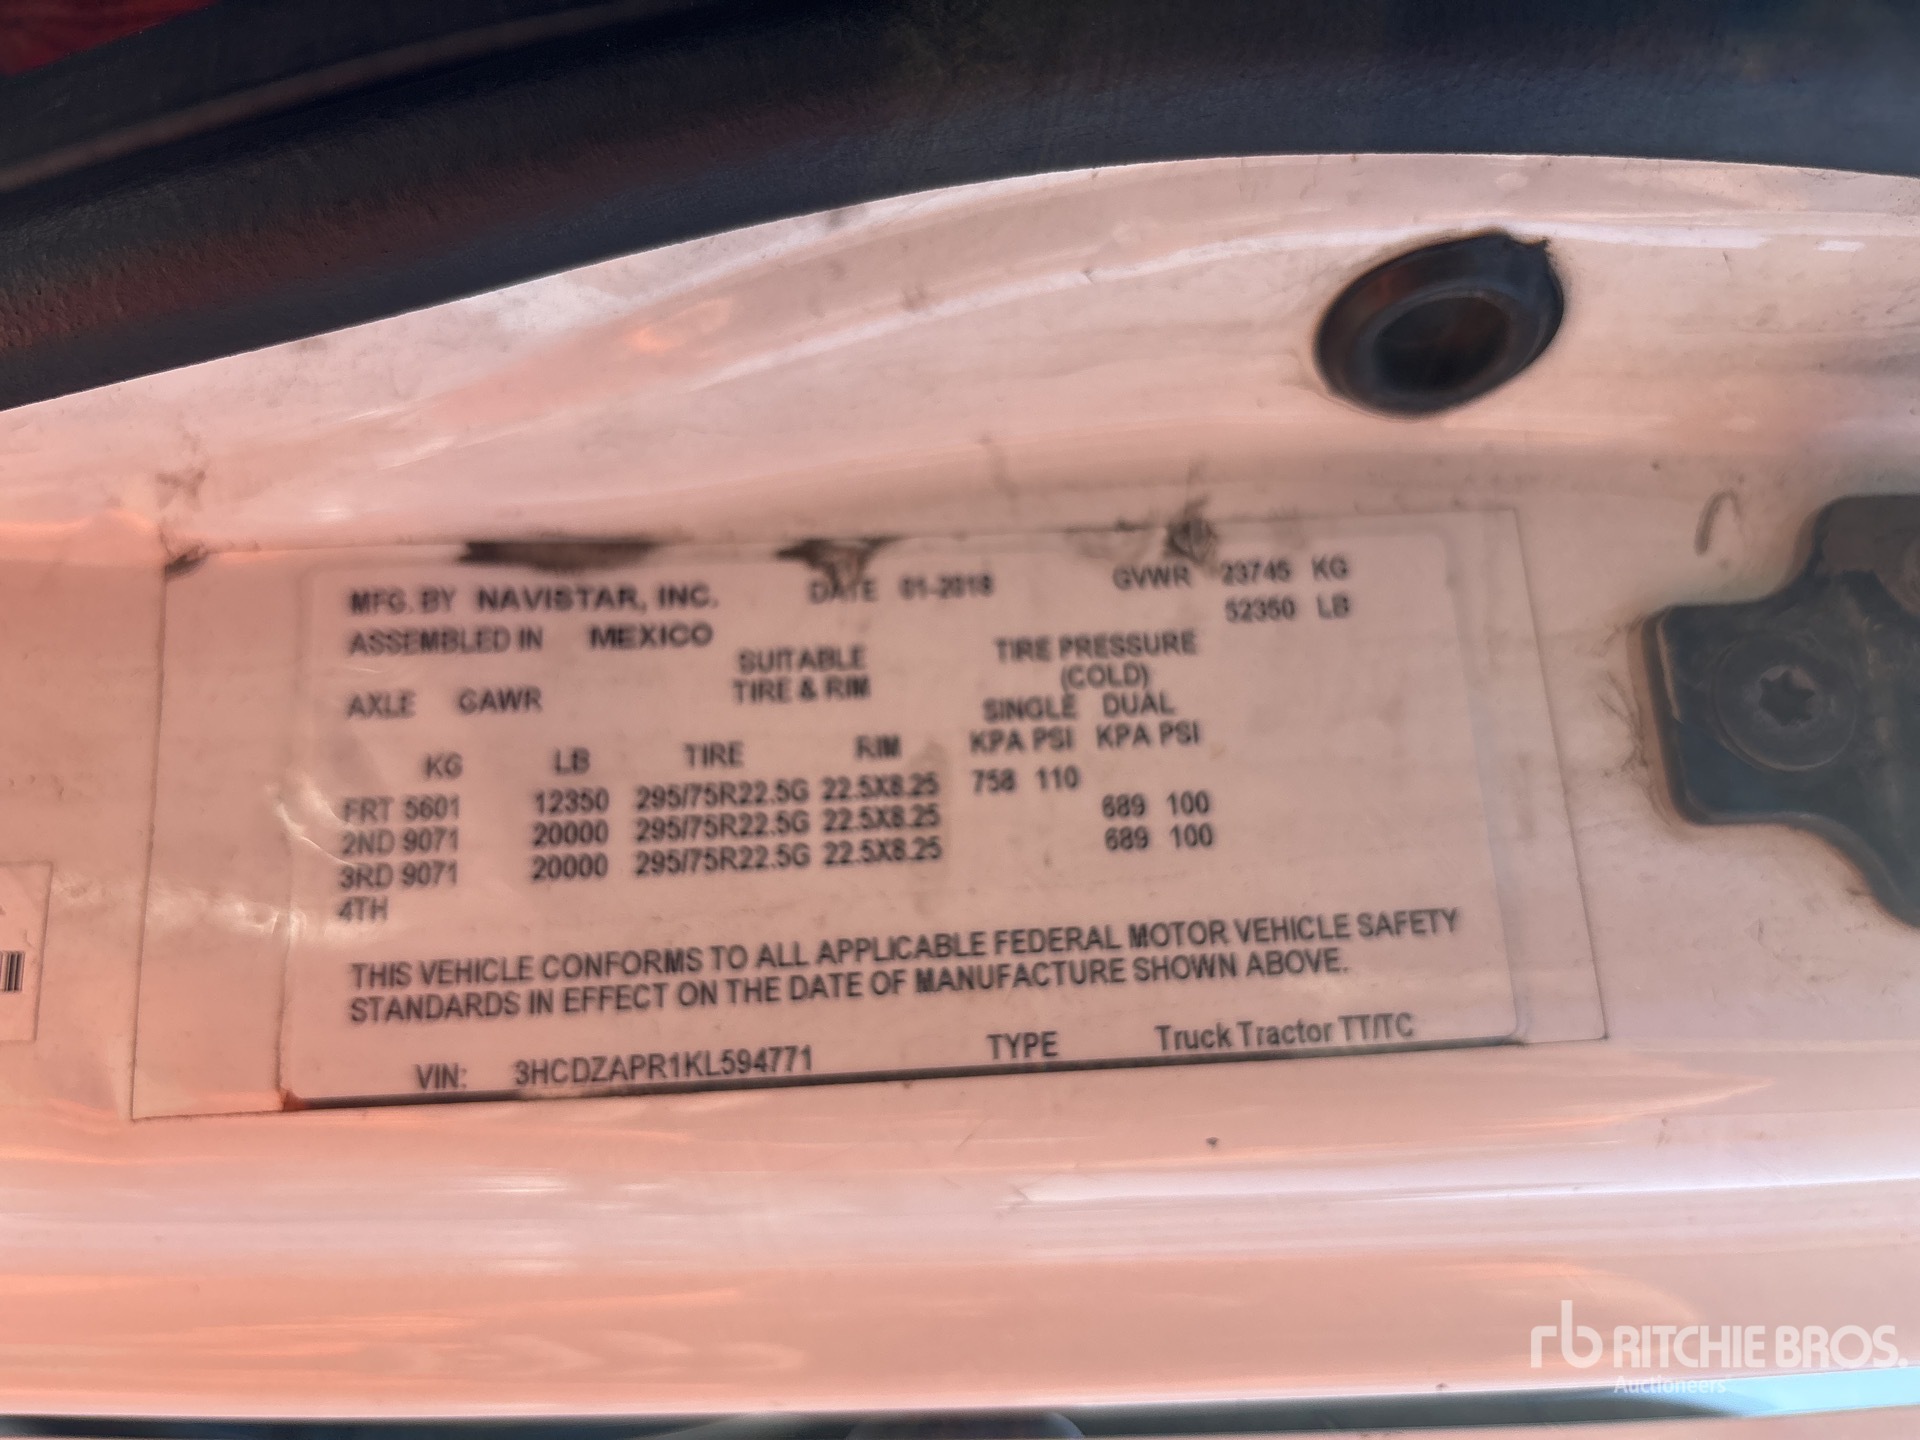 MFG. BY NAVISTAR, INC. DATE 01-2018 GVWR 23745 KG
52350 LB
ASSEMBLED IN MEXICO
SUITABLE TIRE PRESSURE
TIRE & RIM (COLD)
AXLE GAWR SINGLE DUAL
KG LB TIRE RIM KPA PSI KPA PSI
FRT 5601 12350 295/75R22.5G 22.5X8.25 758 110
2ND 9071 20000 295/75R22.5G 22.5X8.25 689 100
3RD 9071 20000 295/75R22.5G 22.5X8.25 689 100
4TH
THIS VEHICLE CONFORMS TO ALL APPLICABLE FEDERAL MOTOR VEHICLE SAFETY
STANDARDS IN EFFECT ON THE DATE OF MANUFACTURE SHOWN ABOVE.
VIN: 3HCDZAPR1KL594771 TYPE Truck Tractor TT/TC
rb RITCHIE BROS.
Auctioneers